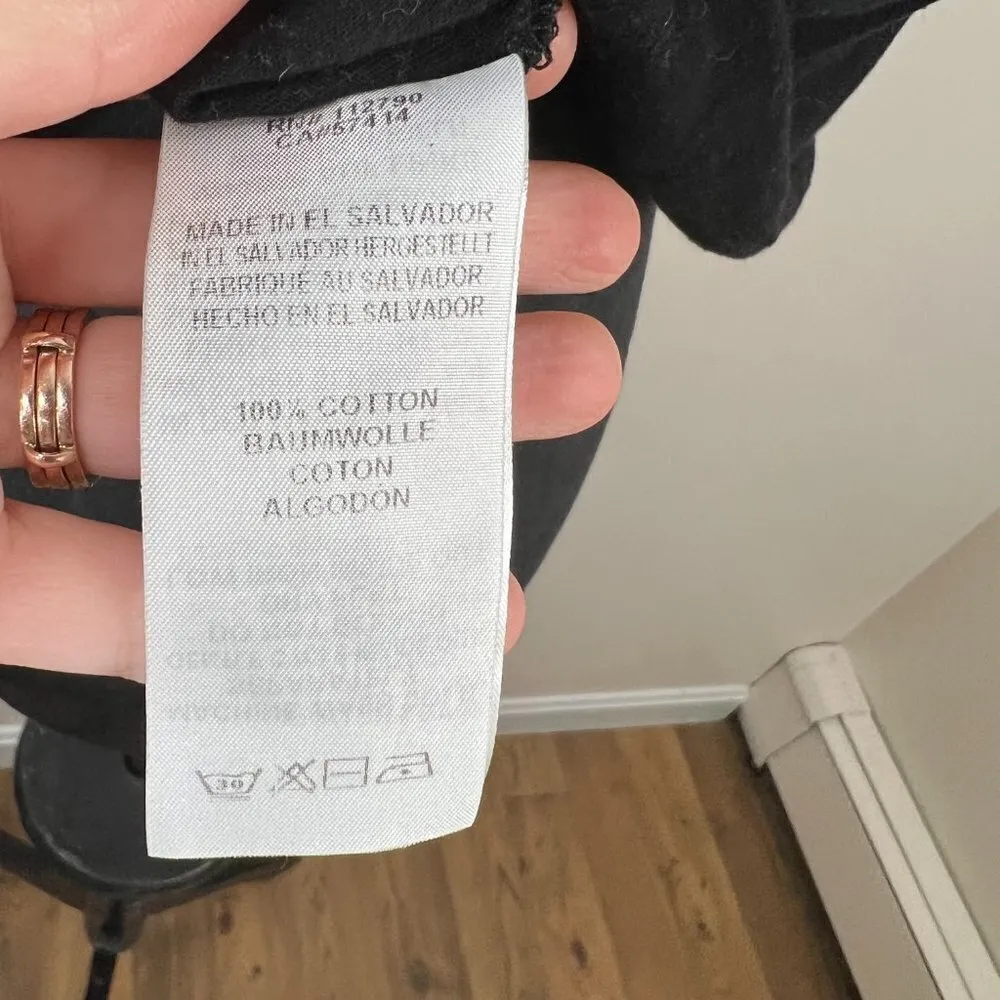 RN# 112790
CA#57414
MADE IN EL SALVADOR
IN EL SALVADOR HERGESTELLT
FABRIQUE AU SALVADOR
HECHO EN EL SALVADOR
100% COTTON
BAUMWOLLE
COTON
ALGODON
30